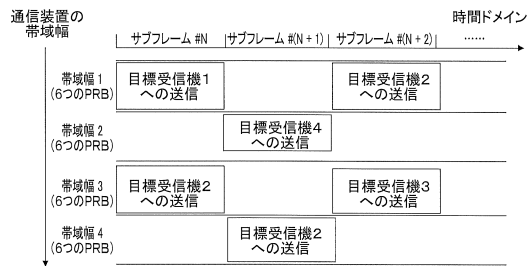 通信装置の
帯域幅
時間ドメイン
サブフレーム #N
サブフレーム #(N + 1)
サブフレーム #(N + 2)
……
帯域幅 1
(6つのPRB)
目標受信機1
への送信
目標受信機2
への送信
帯域幅 2
(6つのPRB)
目標受信機4
への送信
帯域幅 3
(6つのPRB)
目標受信機2
への送信
目標受信機3
への送信
帯域幅 4
(6つのPRB)
目標受信機2
への送信